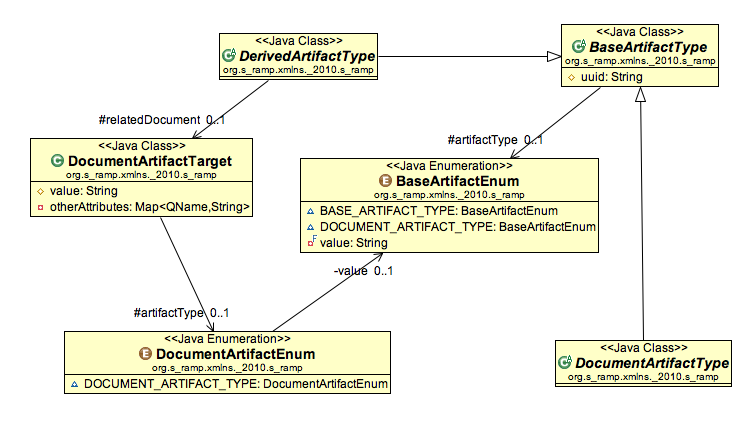 <<Java Class>>
DerivedArtifactType
org.s_ramp.xmlns._2010.s_ramp
<<Java Class>>
BaseArtifactType
org.s_ramp.xmlns._2010.s_ramp
uuid: String
#relatedDocument 0..1
#artifactType 0..1
<<Java Class>>
DocumentArtifactTarget
org.s_ramp.xmlns._2010.s_ramp
value: String
otherAttributes: Map<QName,String>
<<Java Enumeration>>
BaseArtifactEnum
org.s_ramp.xmlns._2010.s_ramp
BASE_ARTIFACT_TYPE: BaseArtifactEnum
DOCUMENT_ARTIFACT_TYPE: BaseArtifactEnum
value: String
-value 0..1
#artifactType 0..1
<<Java Enumeration>>
DocumentArtifactEnum
org.s_ramp.xmlns._2010.s_ramp
DOCUMENT_ARTIFACT_TYPE: DocumentArtifactEnum
<<Java Class>>
DocumentArtifactType
org.s_ramp.xmlns._2010.s_ramp